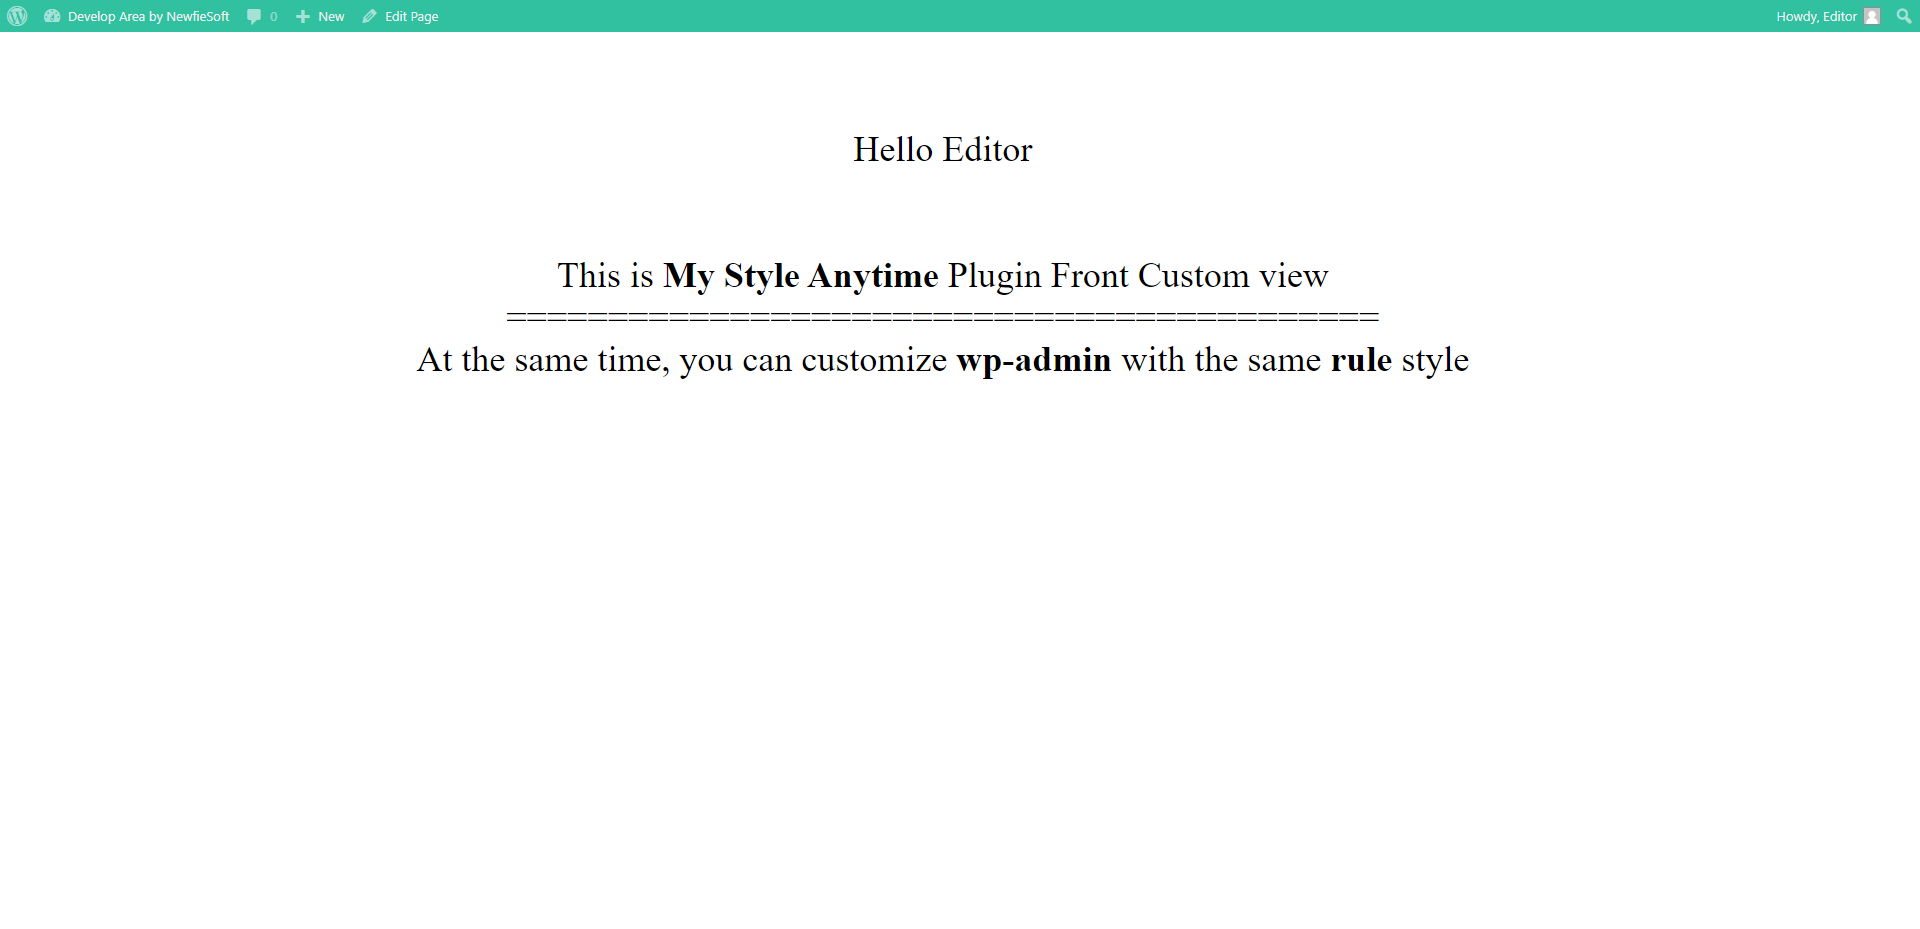 Develop Area by NewfieSoft 0 New Edit Page Howdy, Editor
Hello Editor
This is My Style Anytime Plugin Front Custom view
===========================================
At the same time, you can customize wp-admin with the same rule style